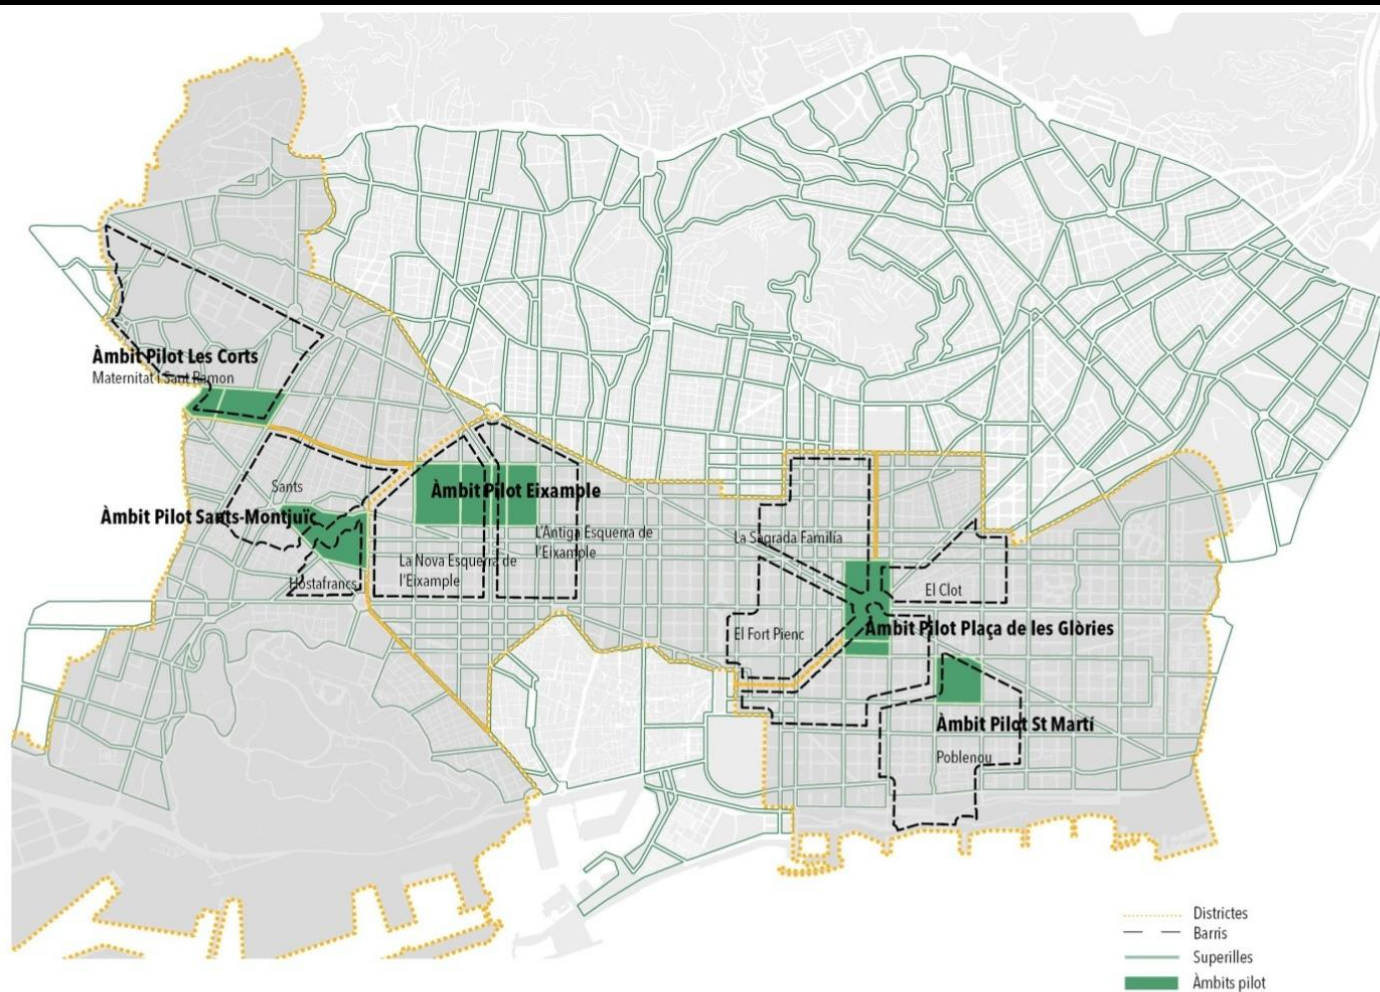 Àmbit Pilot Les Corts
Maternitat i Sant Ramon
Sants
Àmbit Pilot Sants-Montjuïc
Hostafrancs
Àmbit Pilot Eixample
La Nova Esquerra de
l'Eixample
L'Antiga Esquerra de
l'Eixample
La Sagrada Família
El Clot
El Fort Pienc
Àmbit Pilot Plaça de les Glòries
Àmbit Pilot St Martí
Poblenou
Districtes
Barris
Superilles
Àmbits pilot